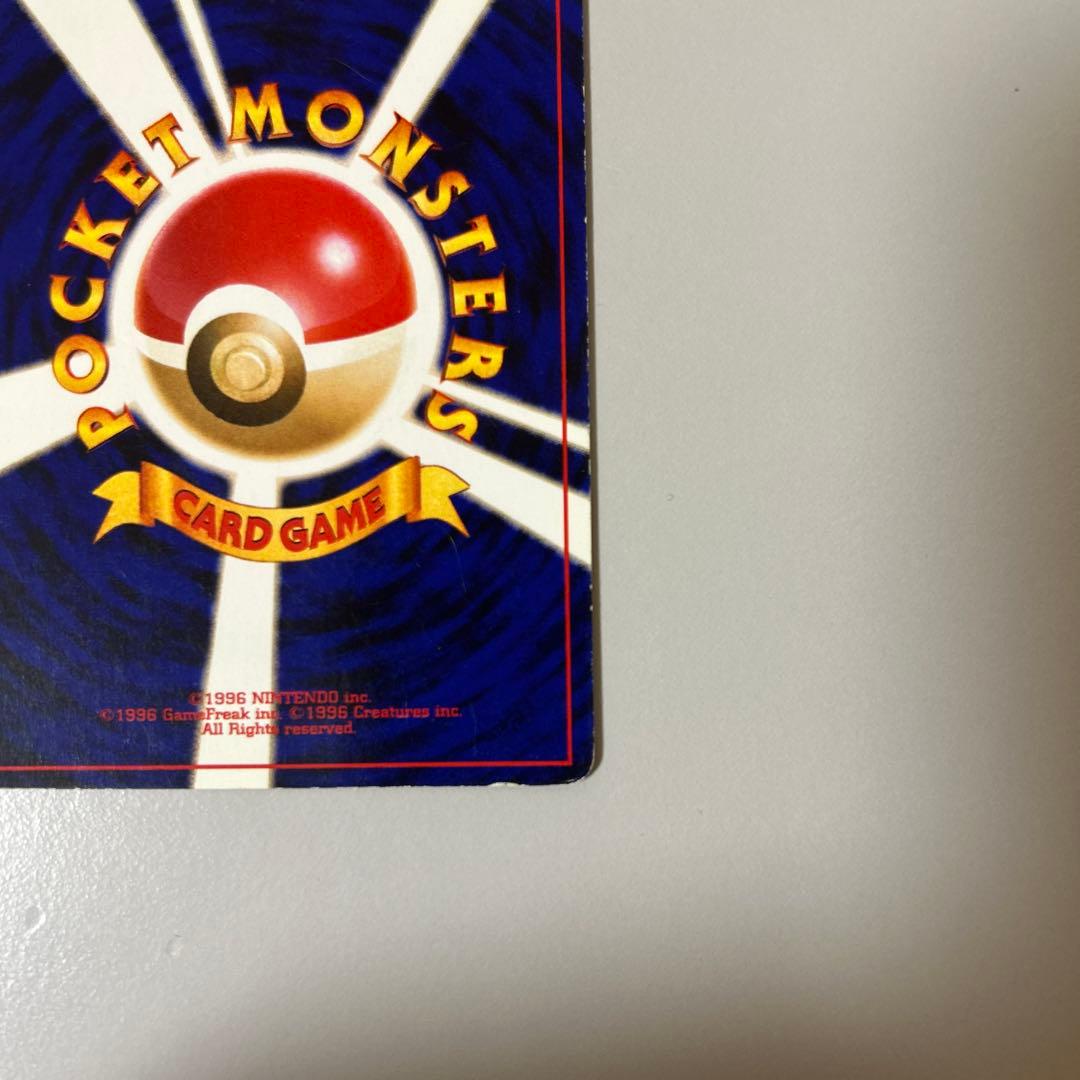 POCKET MONSTERS
CARD GAME
©1996 NINTENDO inc.
©1996 GameFreak inc. ©1996 Creatures inc.
All Rights reserved.